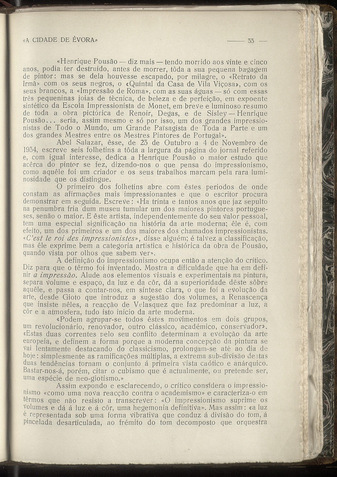 «A CIDADE DE ÉVORA» 55
«Henrique Pousão — diz mais — tendo morrido aos vinte e cinco
anos, podia ter destruído, antes de morrer, tôda a sua pequena bagagem
de pintor: mas se dela houvesse escapado, por milagre, o «Retrato da
Irmã» com os seus negros, o «Quintal da Casa de Vila Viçosa», com os
seus brancos, a «Impressão de Roma», com as suas águas — só com essas
três pequeninas jóias de técnica, de beleza e de perfeição, em expoente
sintético da Escola Impressionista de Monet, em breve e luminoso resumo
de toda a obra pictórica de Renoir, Degas, e de Sisley — Henrique
Pousão... seria, assim mesmo e só por isso, um dos grandes impressio-
nistas de Todo o Mundo, um Grande Paisagista de Toda a Parte e um
dos grandes Mestres entre os Mestres Pintores de Portugal».
Abel Salazar, êsse, de 25 de Outubro a 4 de Novembro de
1954, escreve seis folhetins a tôda a largura da página do jornal referido
e, com igual interesse, dedica a Henrique Pousão o maior estudo que
acêrca do pintor se fez, dizendo-nos o que pensa do impressionismo,
como aquêle foi um criador e os seus trabalhos marcam pela rara lumi-
nosidade que os distingue.
O primeiro dos folhetins abre com êstes períodos de onde
constam as afirmações mais impressionantes e que o escritor procura
demonstrar em seguida. Escreve: «Ha trinta e tantos anos que jaz sepulto
na penumbra fria dum museu tumular um dos maiores pintores portugue-
ses, senão o maior. E êste artista, independentemente do seu valor pessoal,
tem uma especial significação na história da arte moderna; êle é, com
efeito, um dos primeiros e um dos maiores dos chamados impressionistas.
«C'est le roi des impressionnistes», disse alguém; é talvez a classificação,
mas êle exprime bem a categoria artística e histórica da obra de Pousão,
quando vista por olhos que sabem ver».
A definição do impressionismo ocupa então a atenção do crítico.
Diz para que o têrmo foi inventado. Mostra a dificuldade que ha em defi-
nir a impressão. Alude aos elementos visuais e experimentais na pintura,
separa volume e espaço, da luz e da côr, dá a superioridade dêste sôbre
aquêle, e passa a contar-nos, em síntese clara, o que foi a evolução da
arte, desde Giotto que introduz a sugestão dos volumes, a Renascença
que insiste nêles, a reacção de Velasquez que faz predominar a luz, a
côr e a atmosfera, tudo isto início da arte moderna.
«Podem agrupar-se todos êstes movimentos em dois grupos,
um revolucionário, renovador, outro clássico, académico, conservador».
«Estas duas correntes pelo seu conflito determinam a evolução da arte
europeia, e definem a forma porque a moderna concepção da pintura se
vai lentamente destacando do classicismo, prolongan-se até ao dia de
hoje: simplesmente as ramificações múltiplas, a extrema sub-divisão destas
duas tendências tornam o conjunto à primeira vista caótico e anárquico.
Bastar-nos-á, porém, citar o cubismo que é actualmente, ou pretende ser,
uma espécie de neo-giotismo.»
Assim expondo e esclarecendo, o crítico considera o impressio-
nismo «como uma nova reacção contra o academismo» e caracteriza-o em
têrmos que não resisto a transcrever: «O Impressionismo suprime os
volumes e dá à luz e à côr, uma hegemonia definitiva». Mas assim: «a luz
é representada sob uma forma vibrativa que conduz à divisão do tom, à
pincelada desarticulada, ao frémito do tom decomposto que orquestra